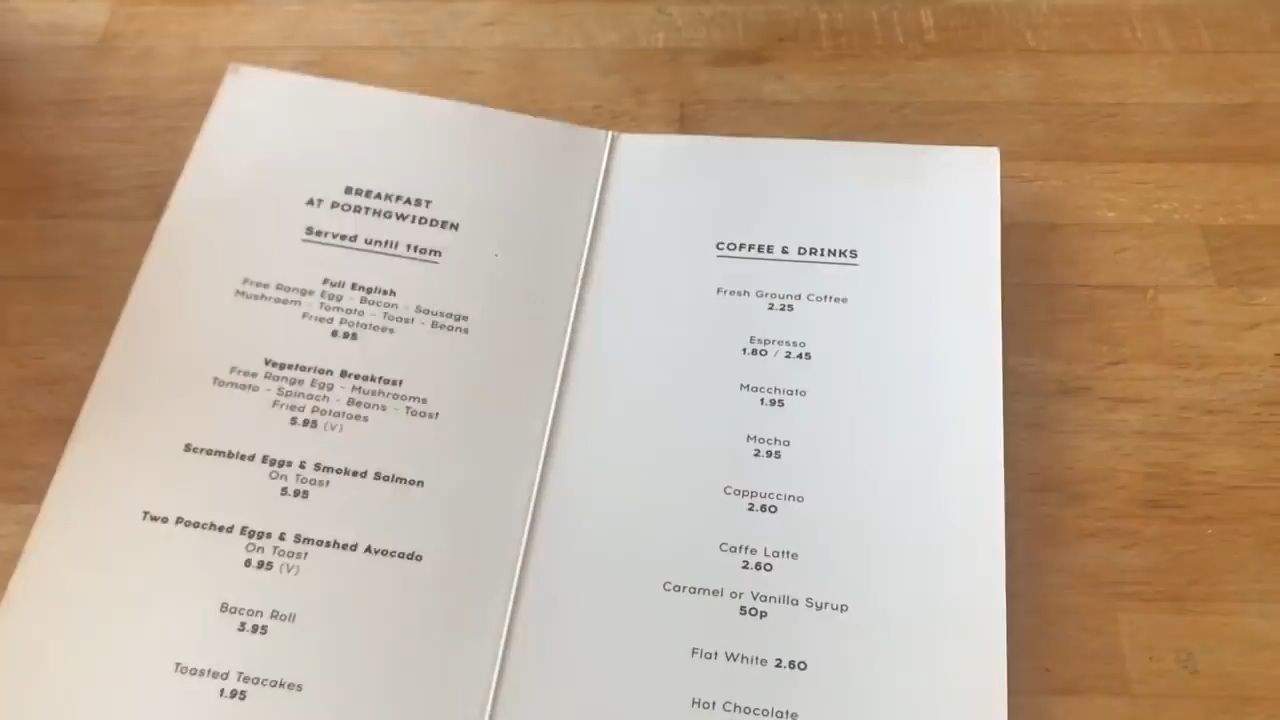 BREAKFAST
AT PORTHGWIDDEN
Served until 11am
Full English
Free Range Egg - Bacon - Sausage
Mushroom - Tomato - Toast - Beans
Fried Potatoes
6.95
Vegetarian Breakfast
Free Range Egg - Mushrooms
Tomato - Spinach - Beans - Toast
Fried Potatoes
5.95 (V)
Scrambled Eggs & Smoked Salmon
On Toast
5.95
Two Poached Eggs & Smashed Avocado
On Toast
6.95 (V)
Bacon Roll
3.95
Toasted Teacakes
1.95
COFFEE & DRINKS
Fresh Ground Coffee
2.25
Espresso
1.80 / 2.45
Macchiato
1.95
Mocha
2.95
Cappuccino
2.60
Caffe Latte
2.60
Caramel or Vanilla Syrup
50p
Flat White 2.60
Hot Chocolate